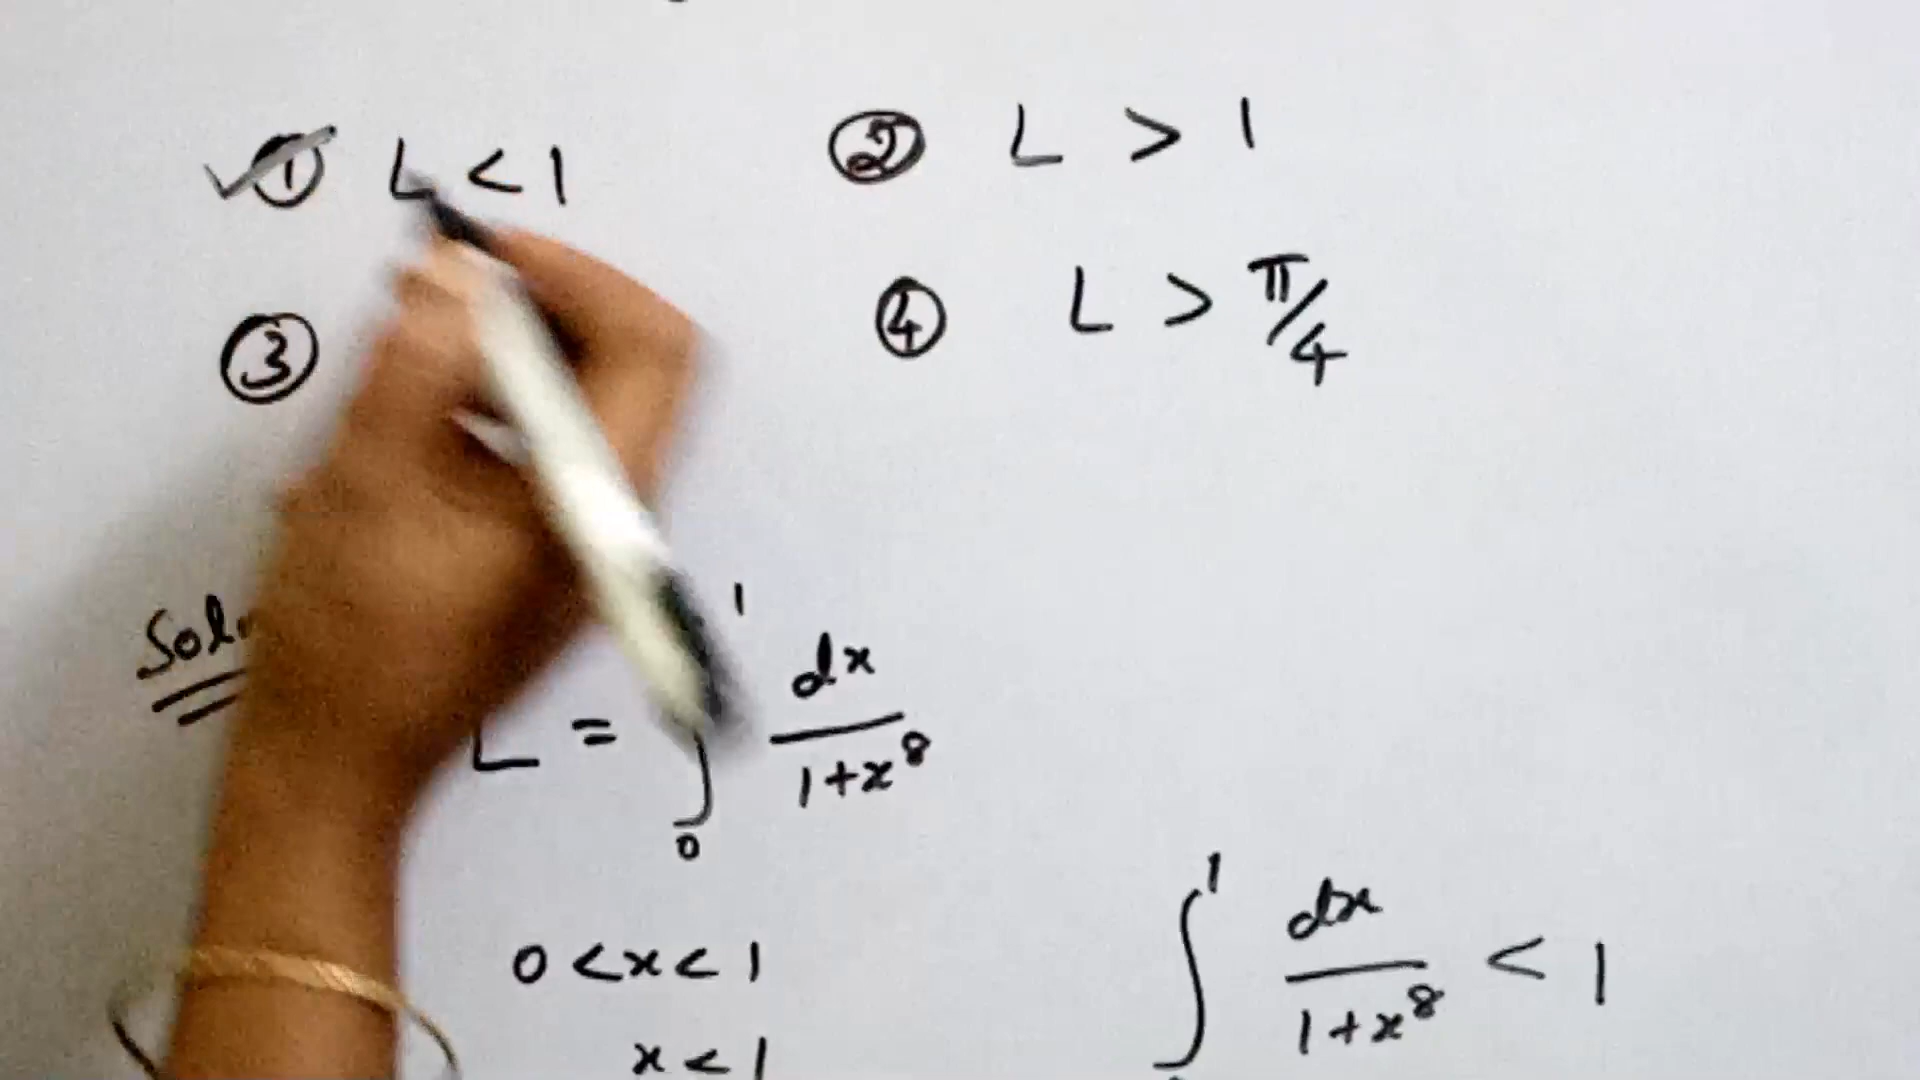 ① L < 1 ② L > 1
③ ④ L > π/4
Soln
L = ∫₀¹ dx/(1+x⁸)
0 < x < 1
∫¹ dx/(1+x⁸) < 1
x < 1